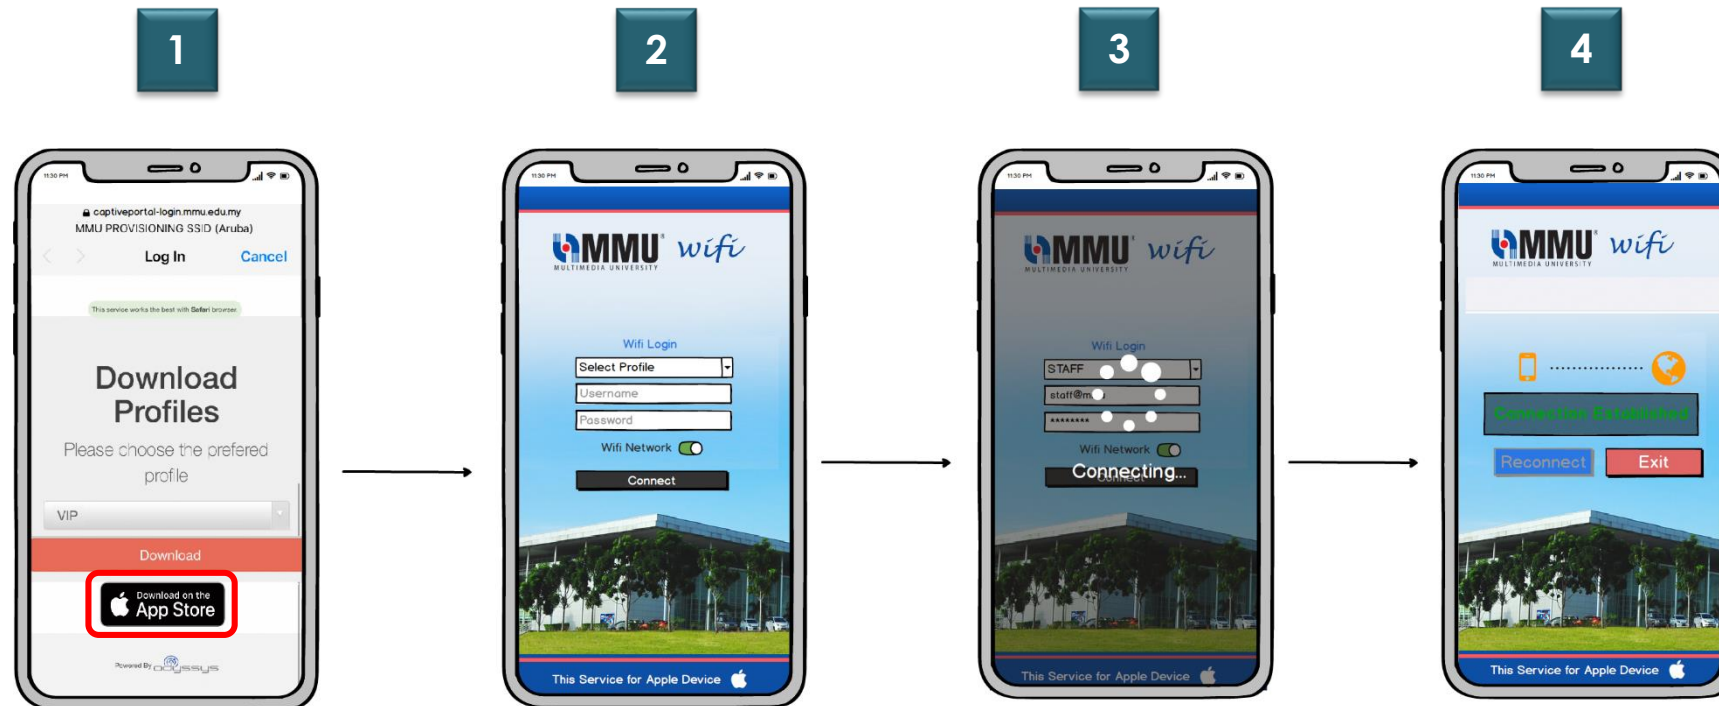 1
2
3
4
11:30 PM
captiveportal-login.mmu.edu.my
MMU PROVISIONING SSID (Aruba)
Log In
Cancel
This service works the best with Safari browser.
Download
Profiles
Please choose the prefered
profile
VIP
Download
Download on the
App Store
Powered By odyssys
11:30 PM
MMU wifi
MULTIMEDIA UNIVERSITY
Wifi Login
Select Profile
Username
Password
Wifi Network
Connect
This Service for Apple Device
11:30 PM
MMU wifi
MULTIMEDIA UNIVERSITY
Wifi Login
STAFF
********
Wifi Network
Connecting...
Connect
This Service for Apple Device
11:30 PM
MMU wifi
MULTIMEDIA UNIVERSITY
Connection Established
Reconnect
Exit
This Service for Apple Device